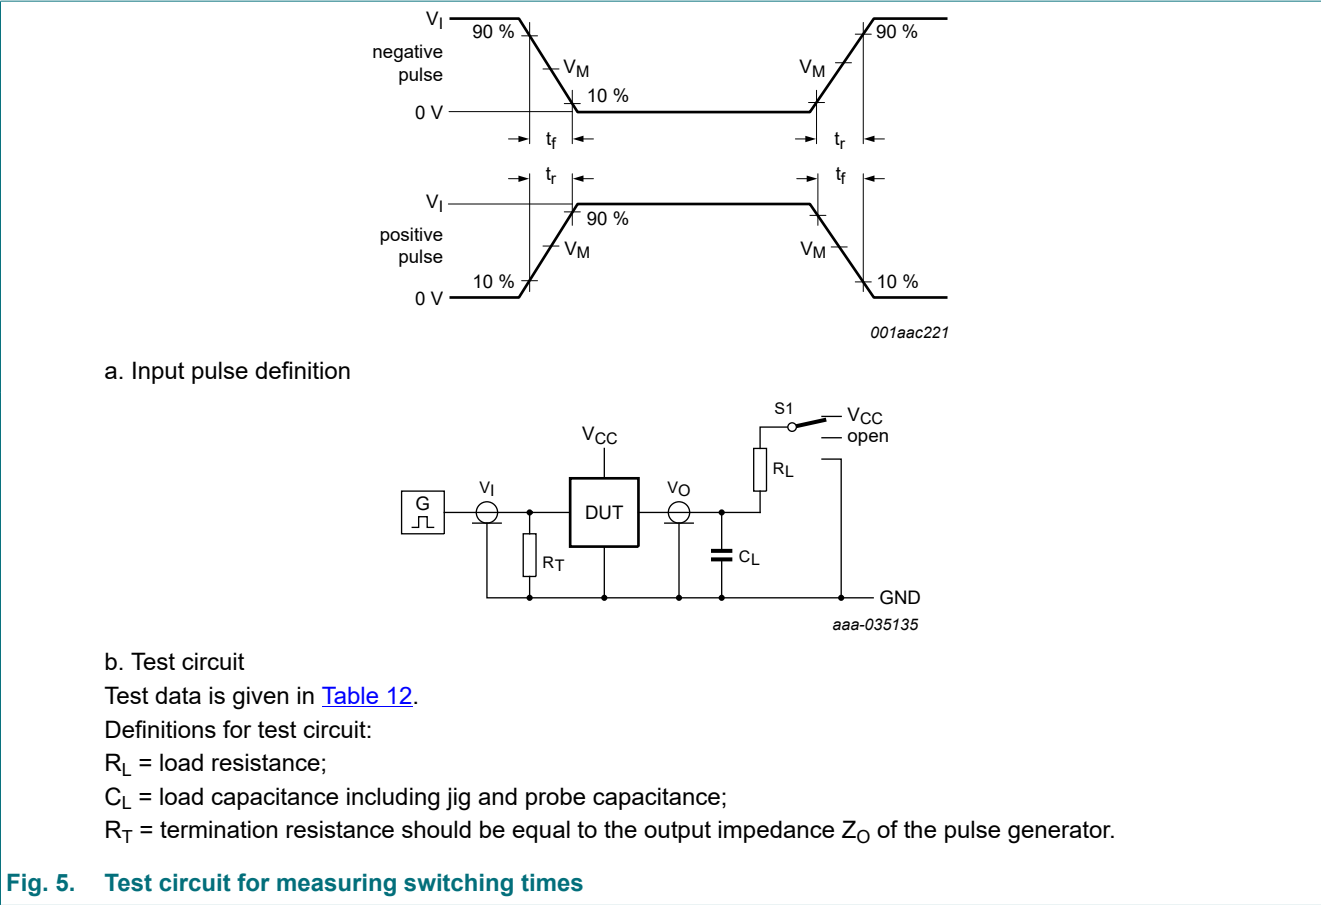 VI
90 %
90 %
negative
pulse
VM
VM
10 %
0 V
tf
tr
tr
tf
VI
90 %
positive
pulse
VM
VM
10 %
10 %
0 V
001aac221
a. Input pulse definition
S1
VCC
open
VCC
RL
VI
VO
G
DUT
RT
CL
GND
aaa-035135
b. Test circuit
Test data is given in Table 12.
Definitions for test circuit:
RL = load resistance;
CL = load capacitance including jig and probe capacitance;
RT = termination resistance should be equal to the output impedance ZO of the pulse generator.
Fig. 5. Test circuit for measuring switching times